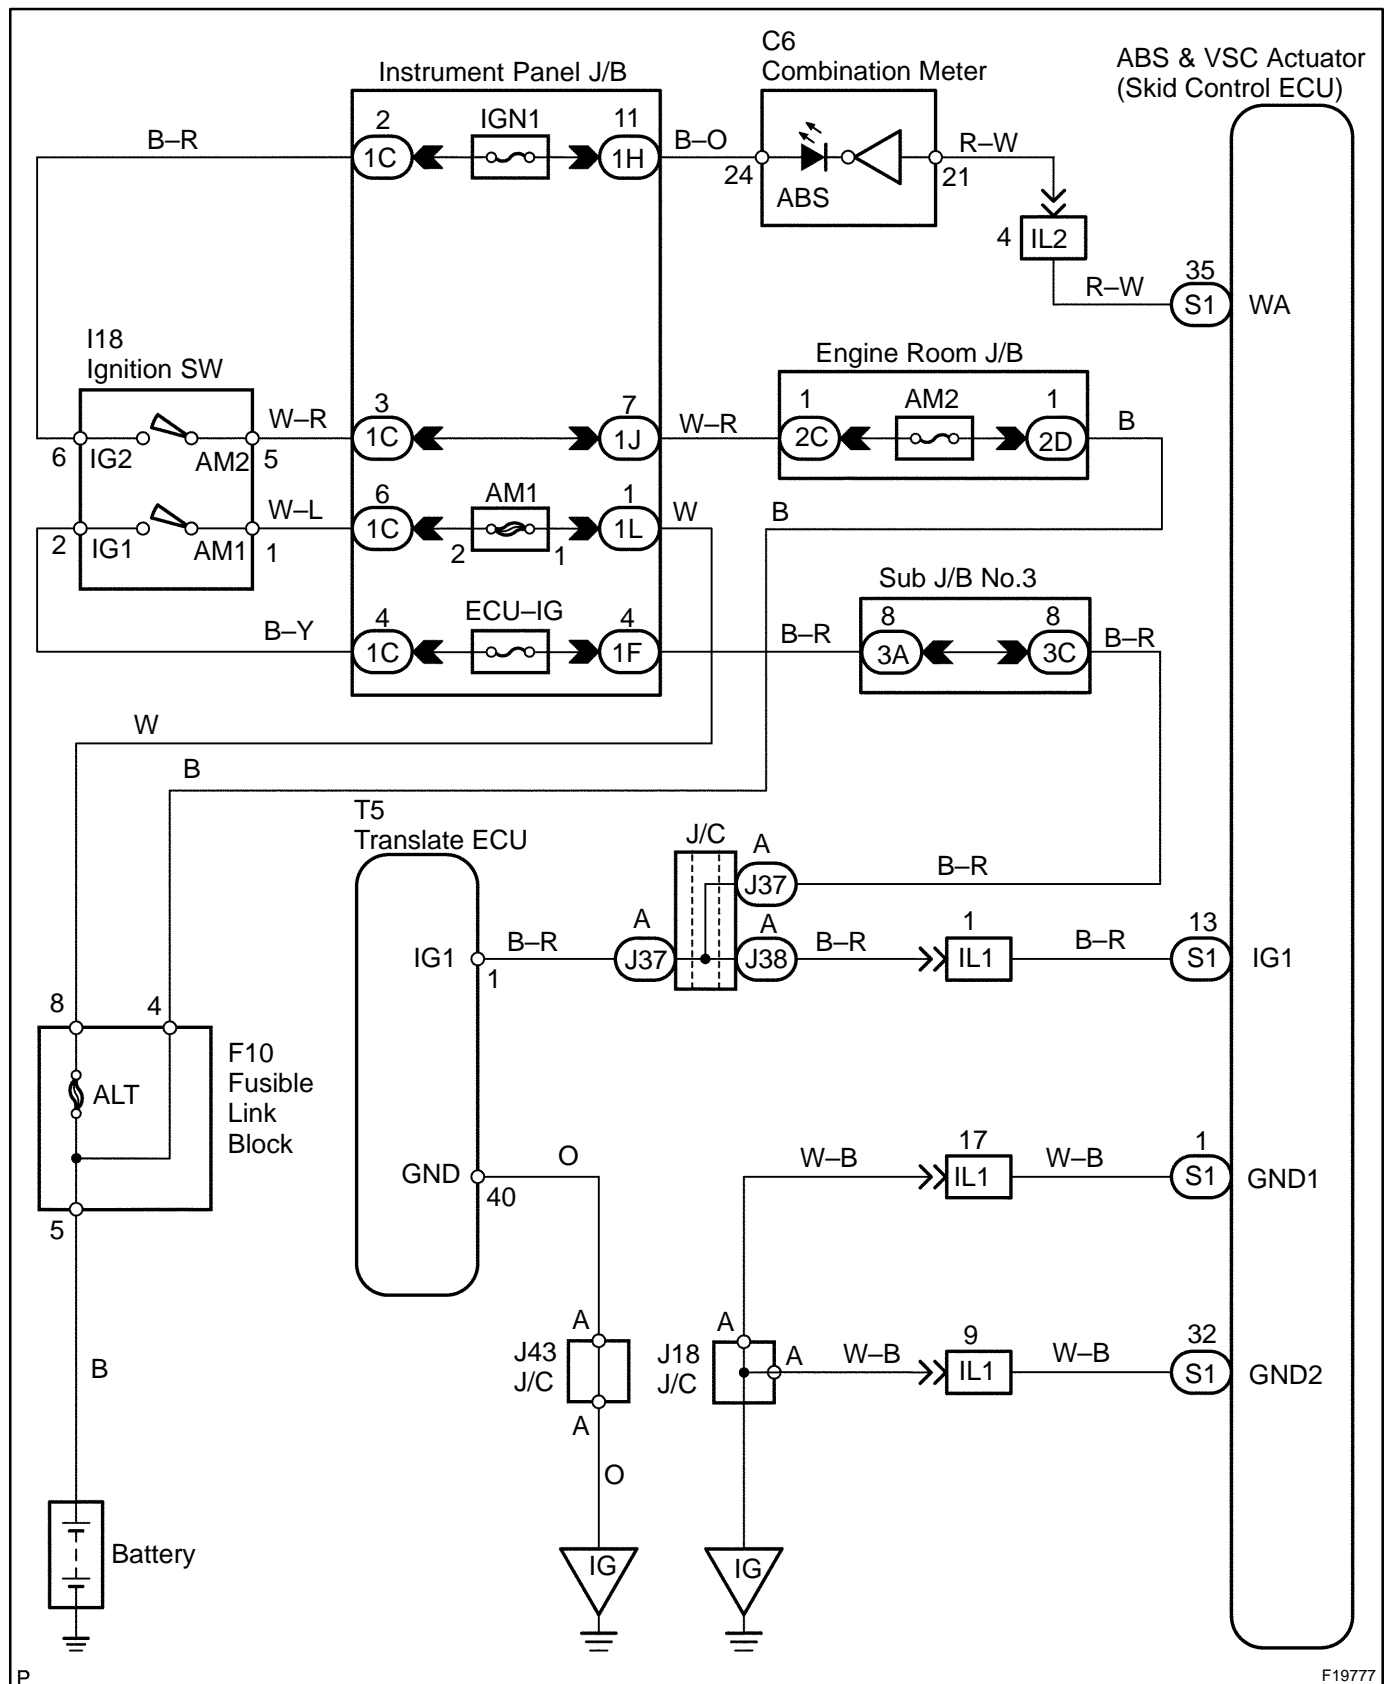 C6
Combination Meter
ABS & VSC Actuator
(Skid Control ECU)
Instrument Panel J/B
B–R
2
1C
IGN1
11
1H
B–O
24
ABS
21
R–W
4
IL2
R–W
35
S1
WA
I18
Ignition SW
Engine Room J/B
6
IG2
AM2
5
W–R
3
1C
7
1J
W–R
1
2C
AM2
1
2D
B
2
IG1
AM1
1
W–L
6
1C
2
AM1
1
1
1L
W
B
Sub J/B No.3
B–Y
4
1C
ECU–IG
4
1F
B–R
8
3A
8
3C
B–R
W
B
T5
Translate ECU
J/C
A
J37
B–R
IG1
1
B–R
A
J37
A
J38
B–R
1
IL1
B–R
13
S1
IG1
8
4
ALT
F10
Fusible
Link
Block
5
GND
40
O
W–B
17
IL1
W–B
1
S1
GND1
A
J43
J/C
A
A
J18
J/C
A
W–B
9
IL1
W–B
32
S1
GND2
B
O
Battery
IG
IG
P
F19777